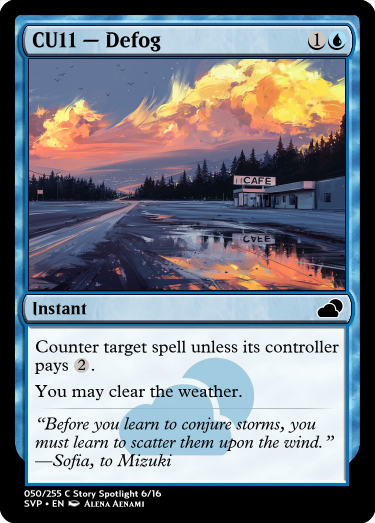 CU11 — Defog
1
CAFE
CAFE
Instant
Counter target spell unless its controller
pays 2.
You may clear the weather.
“Before you learn to conjure storms, you
must learn to scatter them upon the wind.”
—Sofia, to Mizuki
050/255 C Story Spotlight 6/16
SVP • EN Alena Aenami